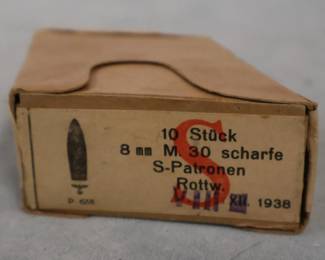 10 Stück
8 mm M. 30 scharfe
S-Patronen
Rottw.
VIII XII. 1938
S